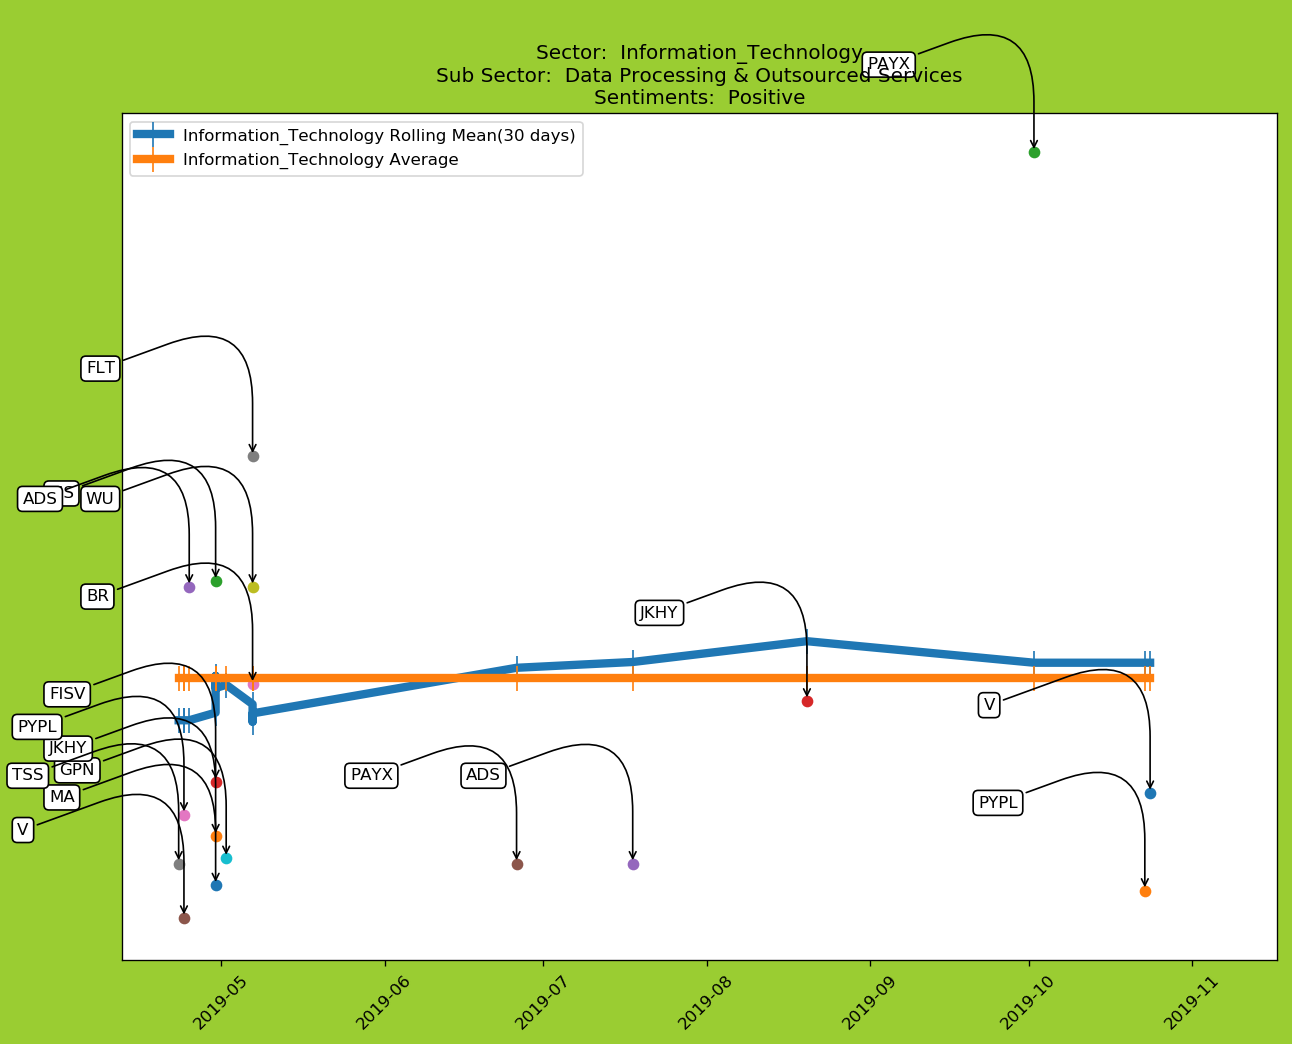 Sector:  Information_Technology
Sub Sector:  Data Processing & Outsourced Services
Sentiments:  Positive
PAYX
Information_Technology Rolling Mean(30 days)
Information_Technology Average
FLT
ADS
WU
BR
JKHY
FISV
V
PYPL
JKHY
GPN
TSS
PAYX
ADS
MA
PYPL
V
2019-05
2019-06
2019-07
2019-08
2019-09
2019-10
2019-11